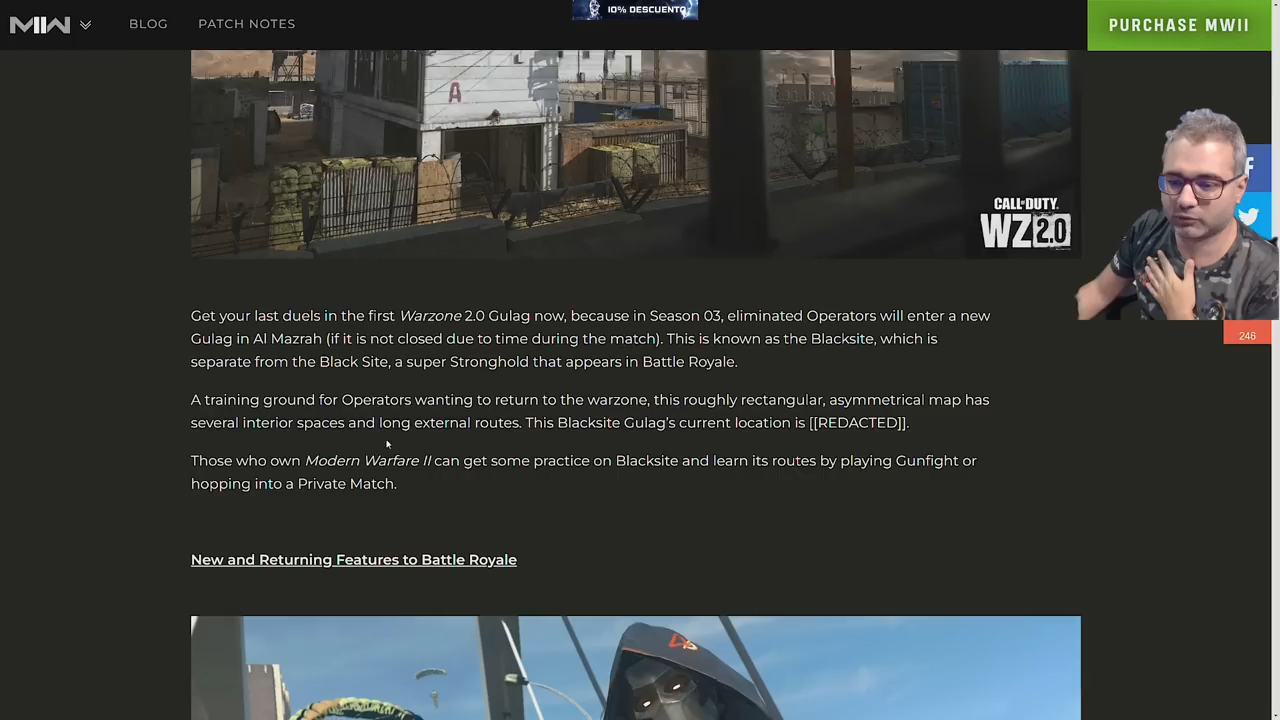 MWII
BLOG
PATCH NOTES
10% DESCUENTO
PURCHASE MWII
A
CALL OF DUTY
WZ 2.0
f
246
Get your last duels in the first Warzone 2.0 Gulag now, because in Season 03, eliminated Operators will enter a new
Gulag in Al Mazrah (if it is not closed due to time during the match). This is known as the Blacksite, which is
separate from the Black Site, a super Stronghold that appears in Battle Royale.
A training ground for Operators wanting to return to the warzone, this roughly rectangular, asymmetrical map has
several interior spaces and long external routes. This Blacksite Gulag's current location is [[REDACTED]].
Those who own Modern Warfare II can get some practice on Blacksite and learn its routes by playing Gunfight or
hopping into a Private Match.
New and Returning Features to Battle Royale